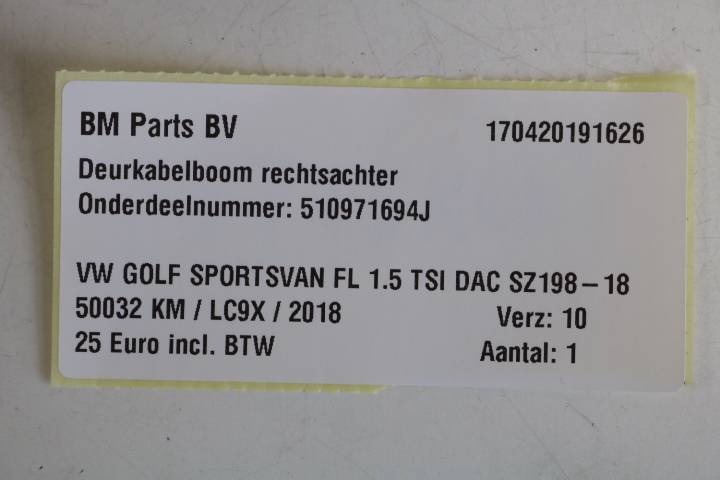 BM Parts BV 170420191626
Deurkabelboom rechtsachter
Onderdeelnummer: 510971694J
VW GOLF SPORTSVAN FL 1.5 TSI DAC SZ198-18
50032 KM / LC9X / 2018 Verz: 10
25 Euro incl. BTW Aantal: 1